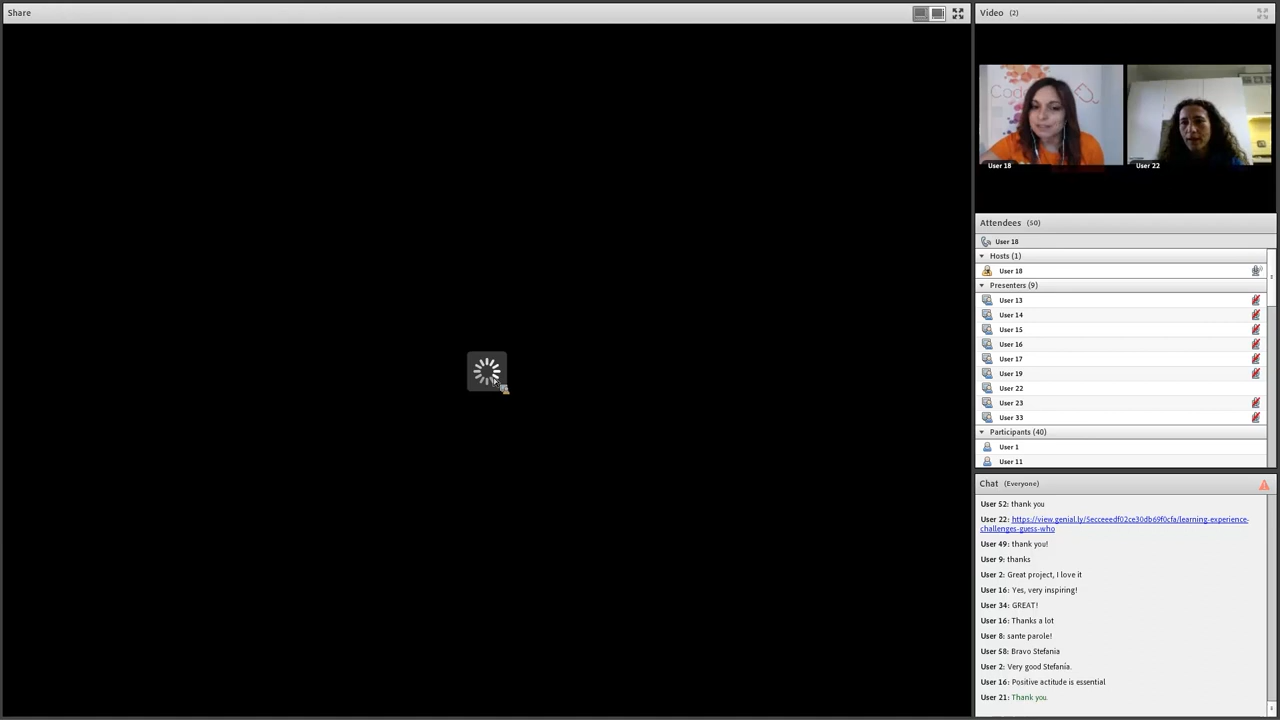 Share
Video (2)
Code
User 18
User 22
Attendees (50)
User 18
Hosts (1)
User 18
Presenters (9)
User 13
User 14
User 15
User 16
User 17
User 19
User 22
User 23
User 33
Participants (40)
User 1
User 11
Chat (Everyone)
User 52: thank you
User 22: https://view.genial.ly/5ecceedf02ce30db69f0cfa/learning-experience-
challenges-guess-who
User 49: thank you!
User 9: thanks
User 2: Great project, I love it
User 16: Yes, very inspiring!
User 34: GREAT!
User 16: Thanks a lot
User 8: sante parole!
User 58: Bravo Stefania
User 2: Very good Stefanía.
User 16: Positive actitude is essential
User 21: Thank you.